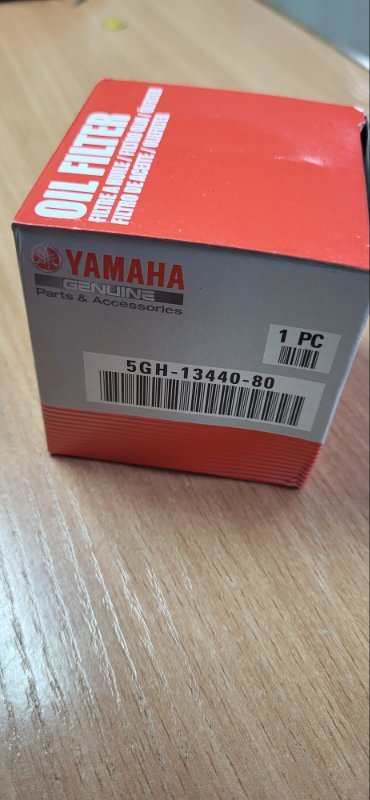 OIL FILTER
FILTRE A HUILE / FILTRO OLIO / ÖLFILTER
FILTRO DE ACEITE / OLIEFILTER
YAMAHA
GENUINE
Parts & Accessories
1 PC
5GH-13440-80